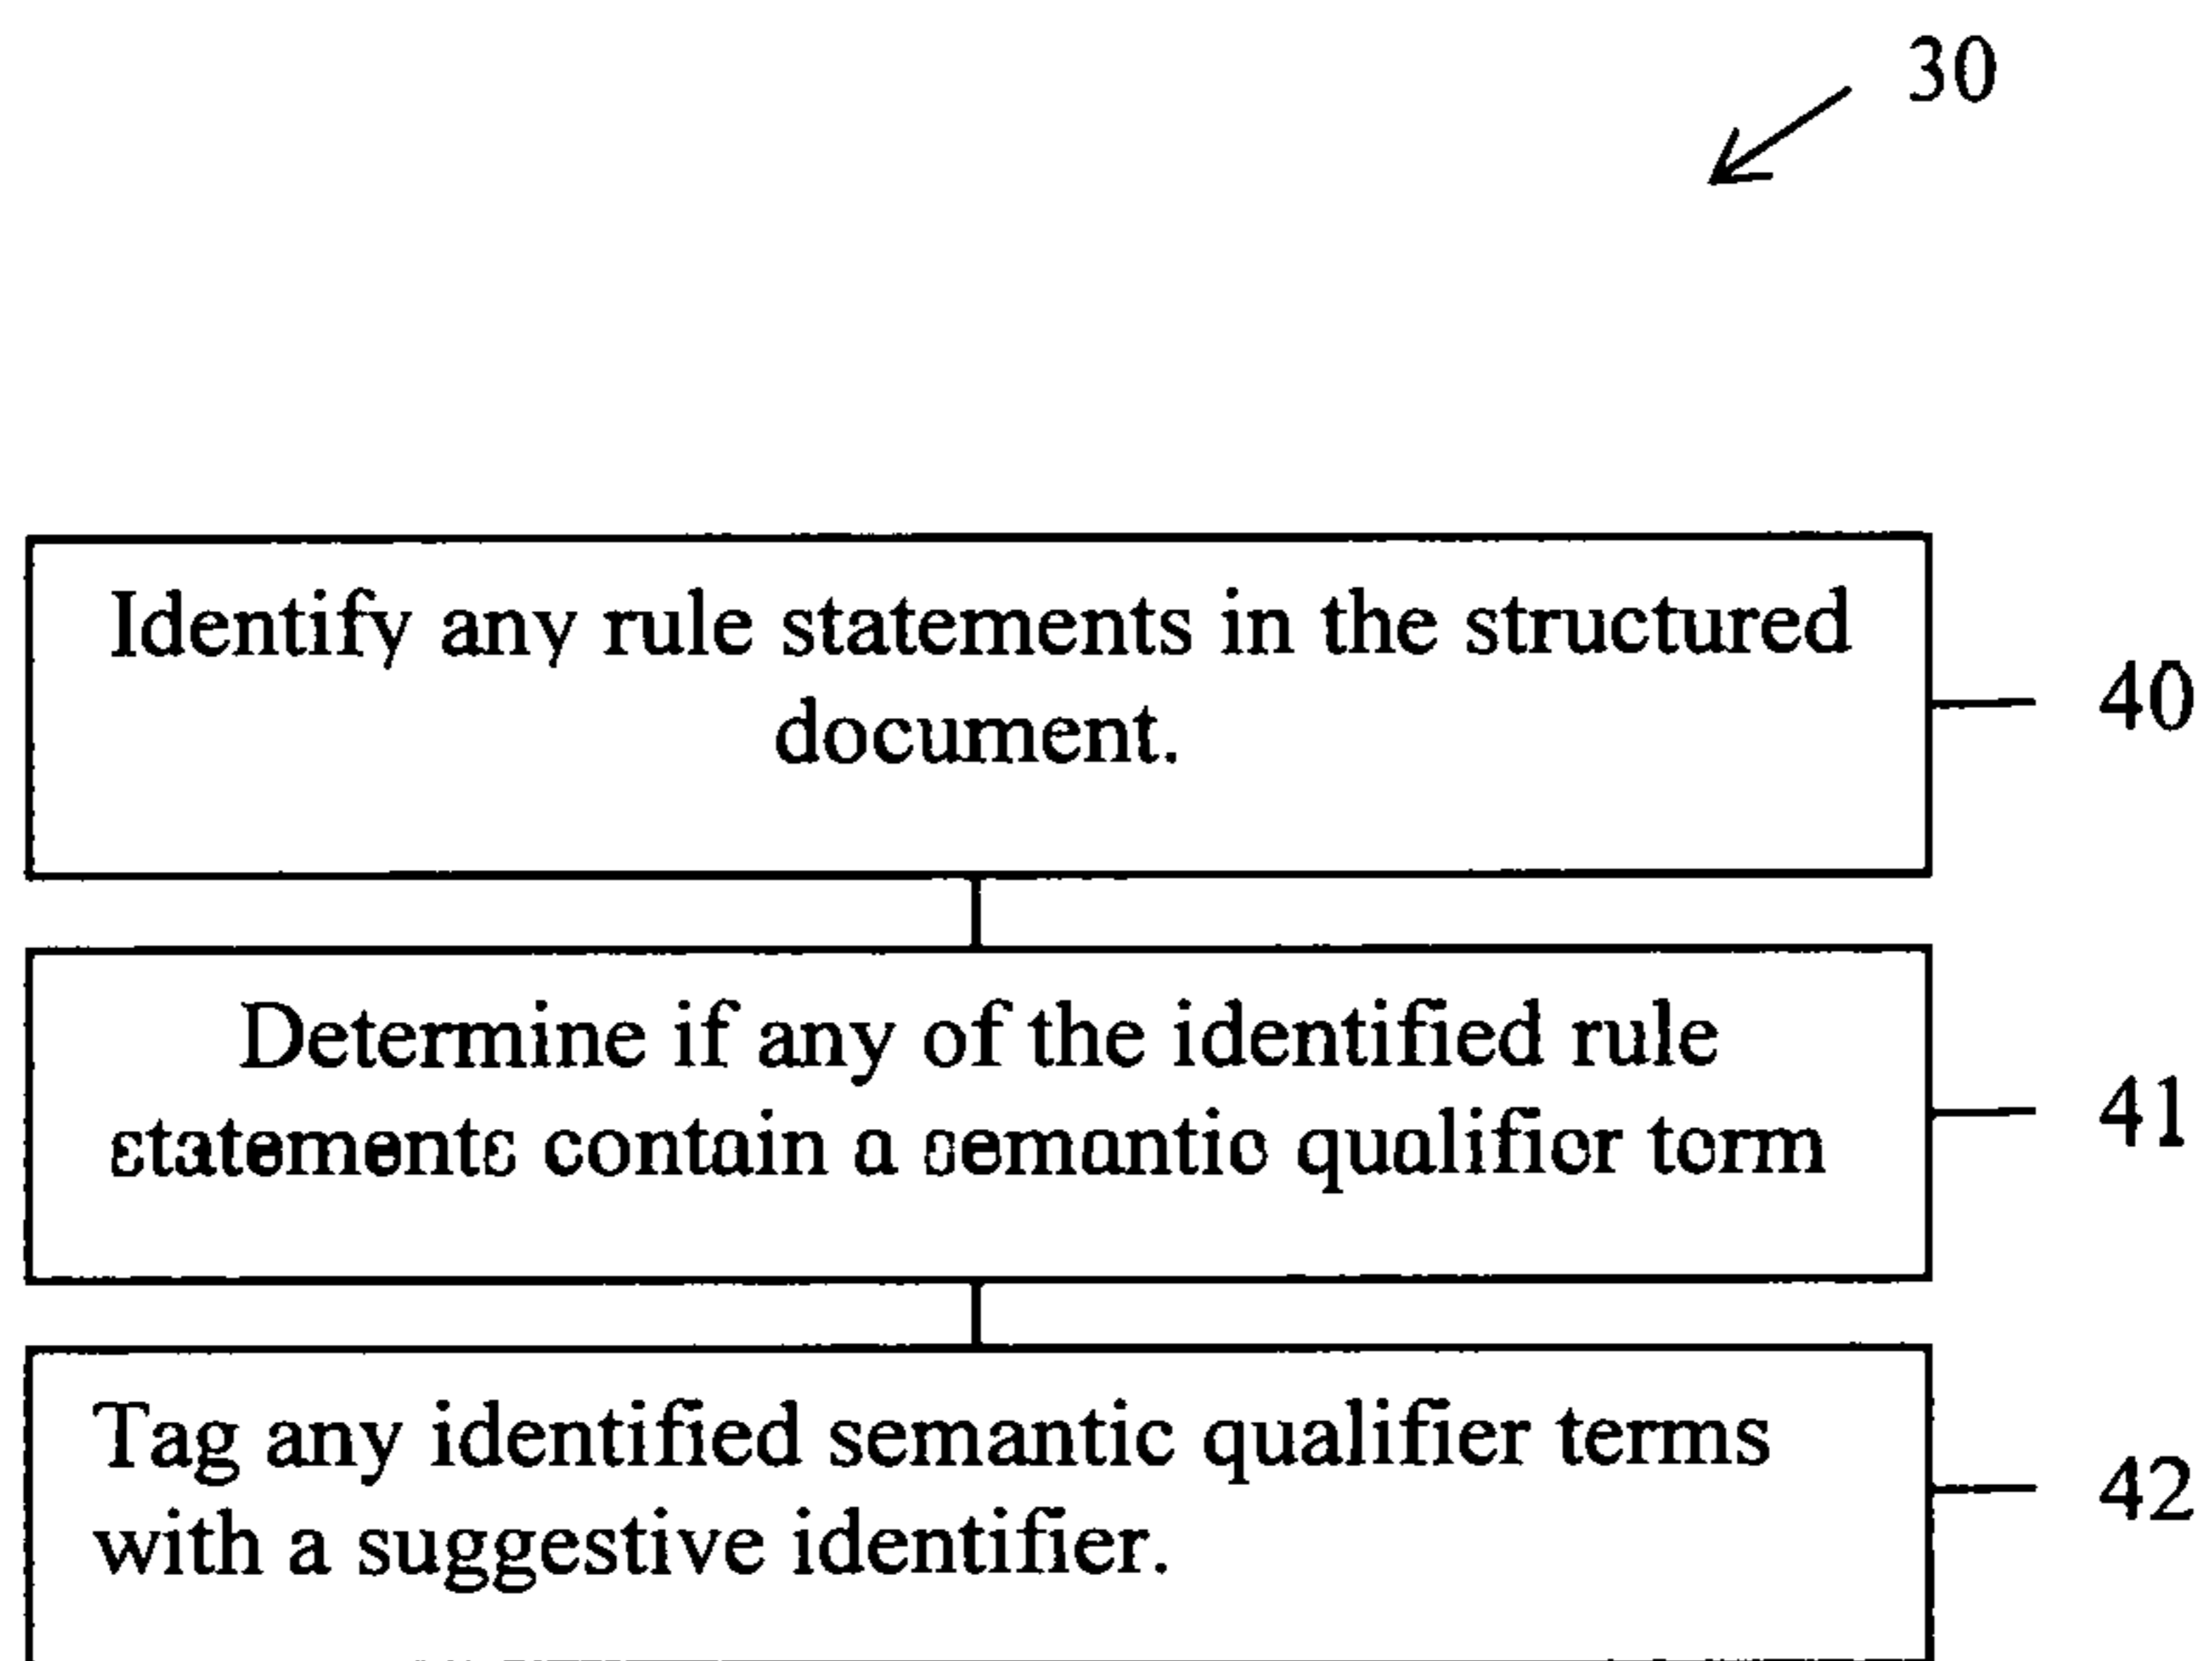 30
Identify any rule statements in the structured
document.
40
Determine if any of the identified rule
statements contain a semantic qualifier term
41
Tag any identified semantic qualifier terms
with a suggestive identifier.
42